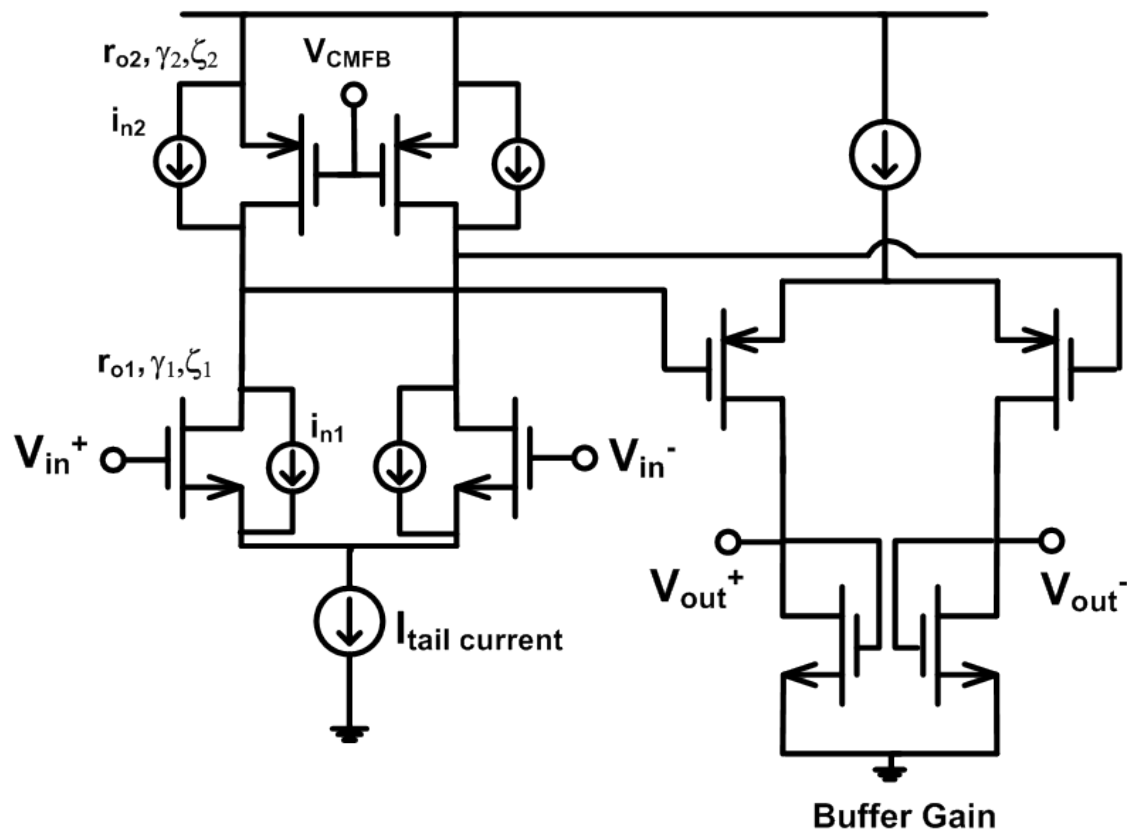 r_o2, γ_2, ζ_2
V_CMFB
i_n2
r_o1, γ_1, ζ_1
i_n1
V_in^+
V_in^-
I_tail current
V_out^+
V_out^-
Buffer Gain